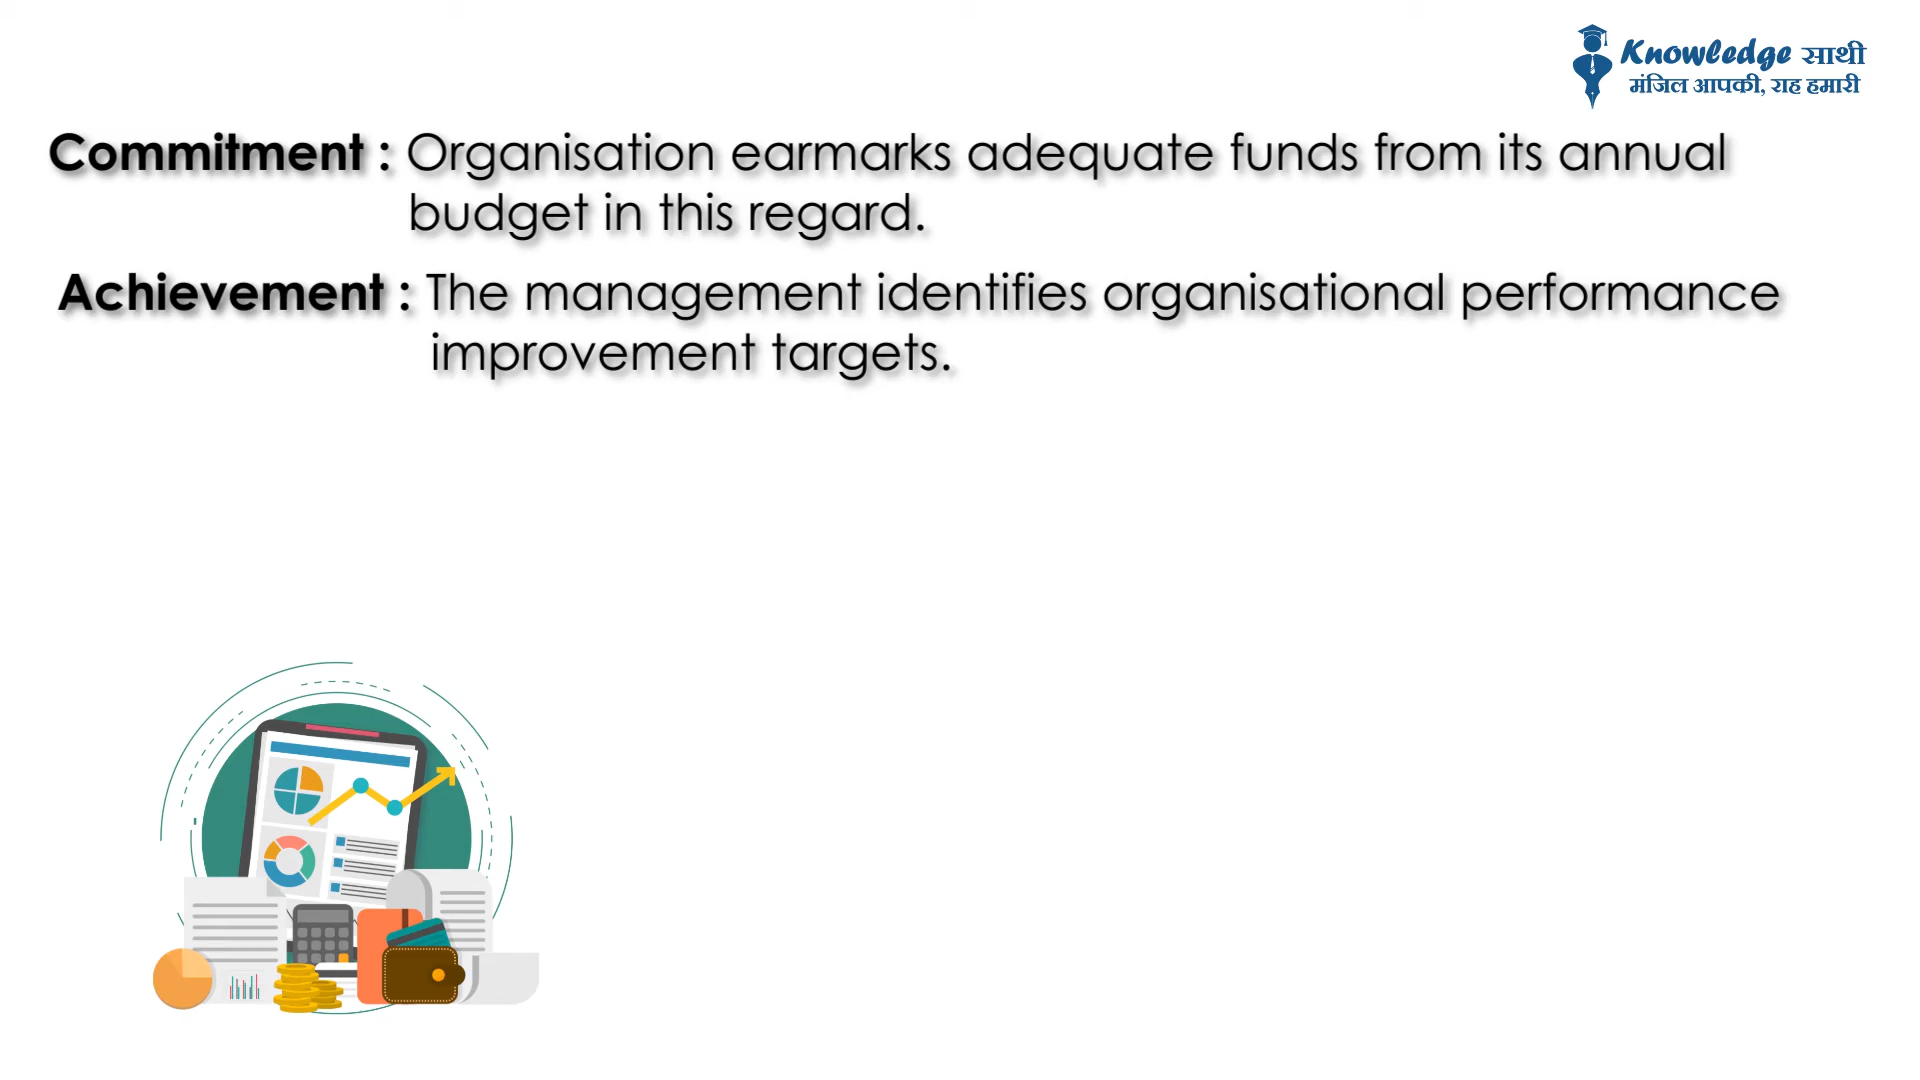 Knowledge साथी
मंजिल आपकी, राह हमारी
Commitment : Organisation earmarks adequate funds from its annual
budget in this regard.
Achievement : The management identifies organisational performance
improvement targets.